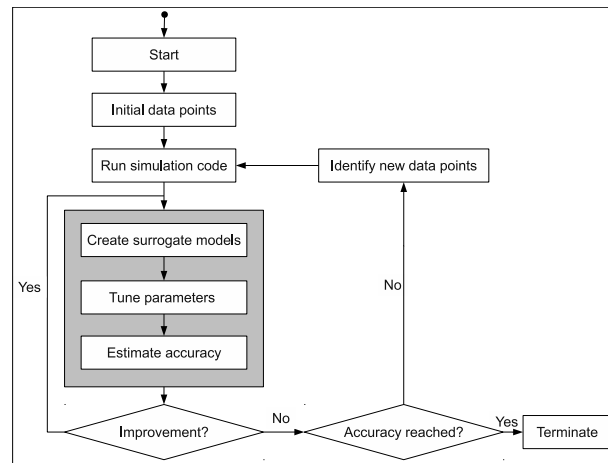 Start
Initial data points
Run simulation code
Identify new data points
Create surrogate models
Yes
Tune parameters
No
Estimate accuracy
Improvement?
No
Accuracy reached?
Yes
Terminate